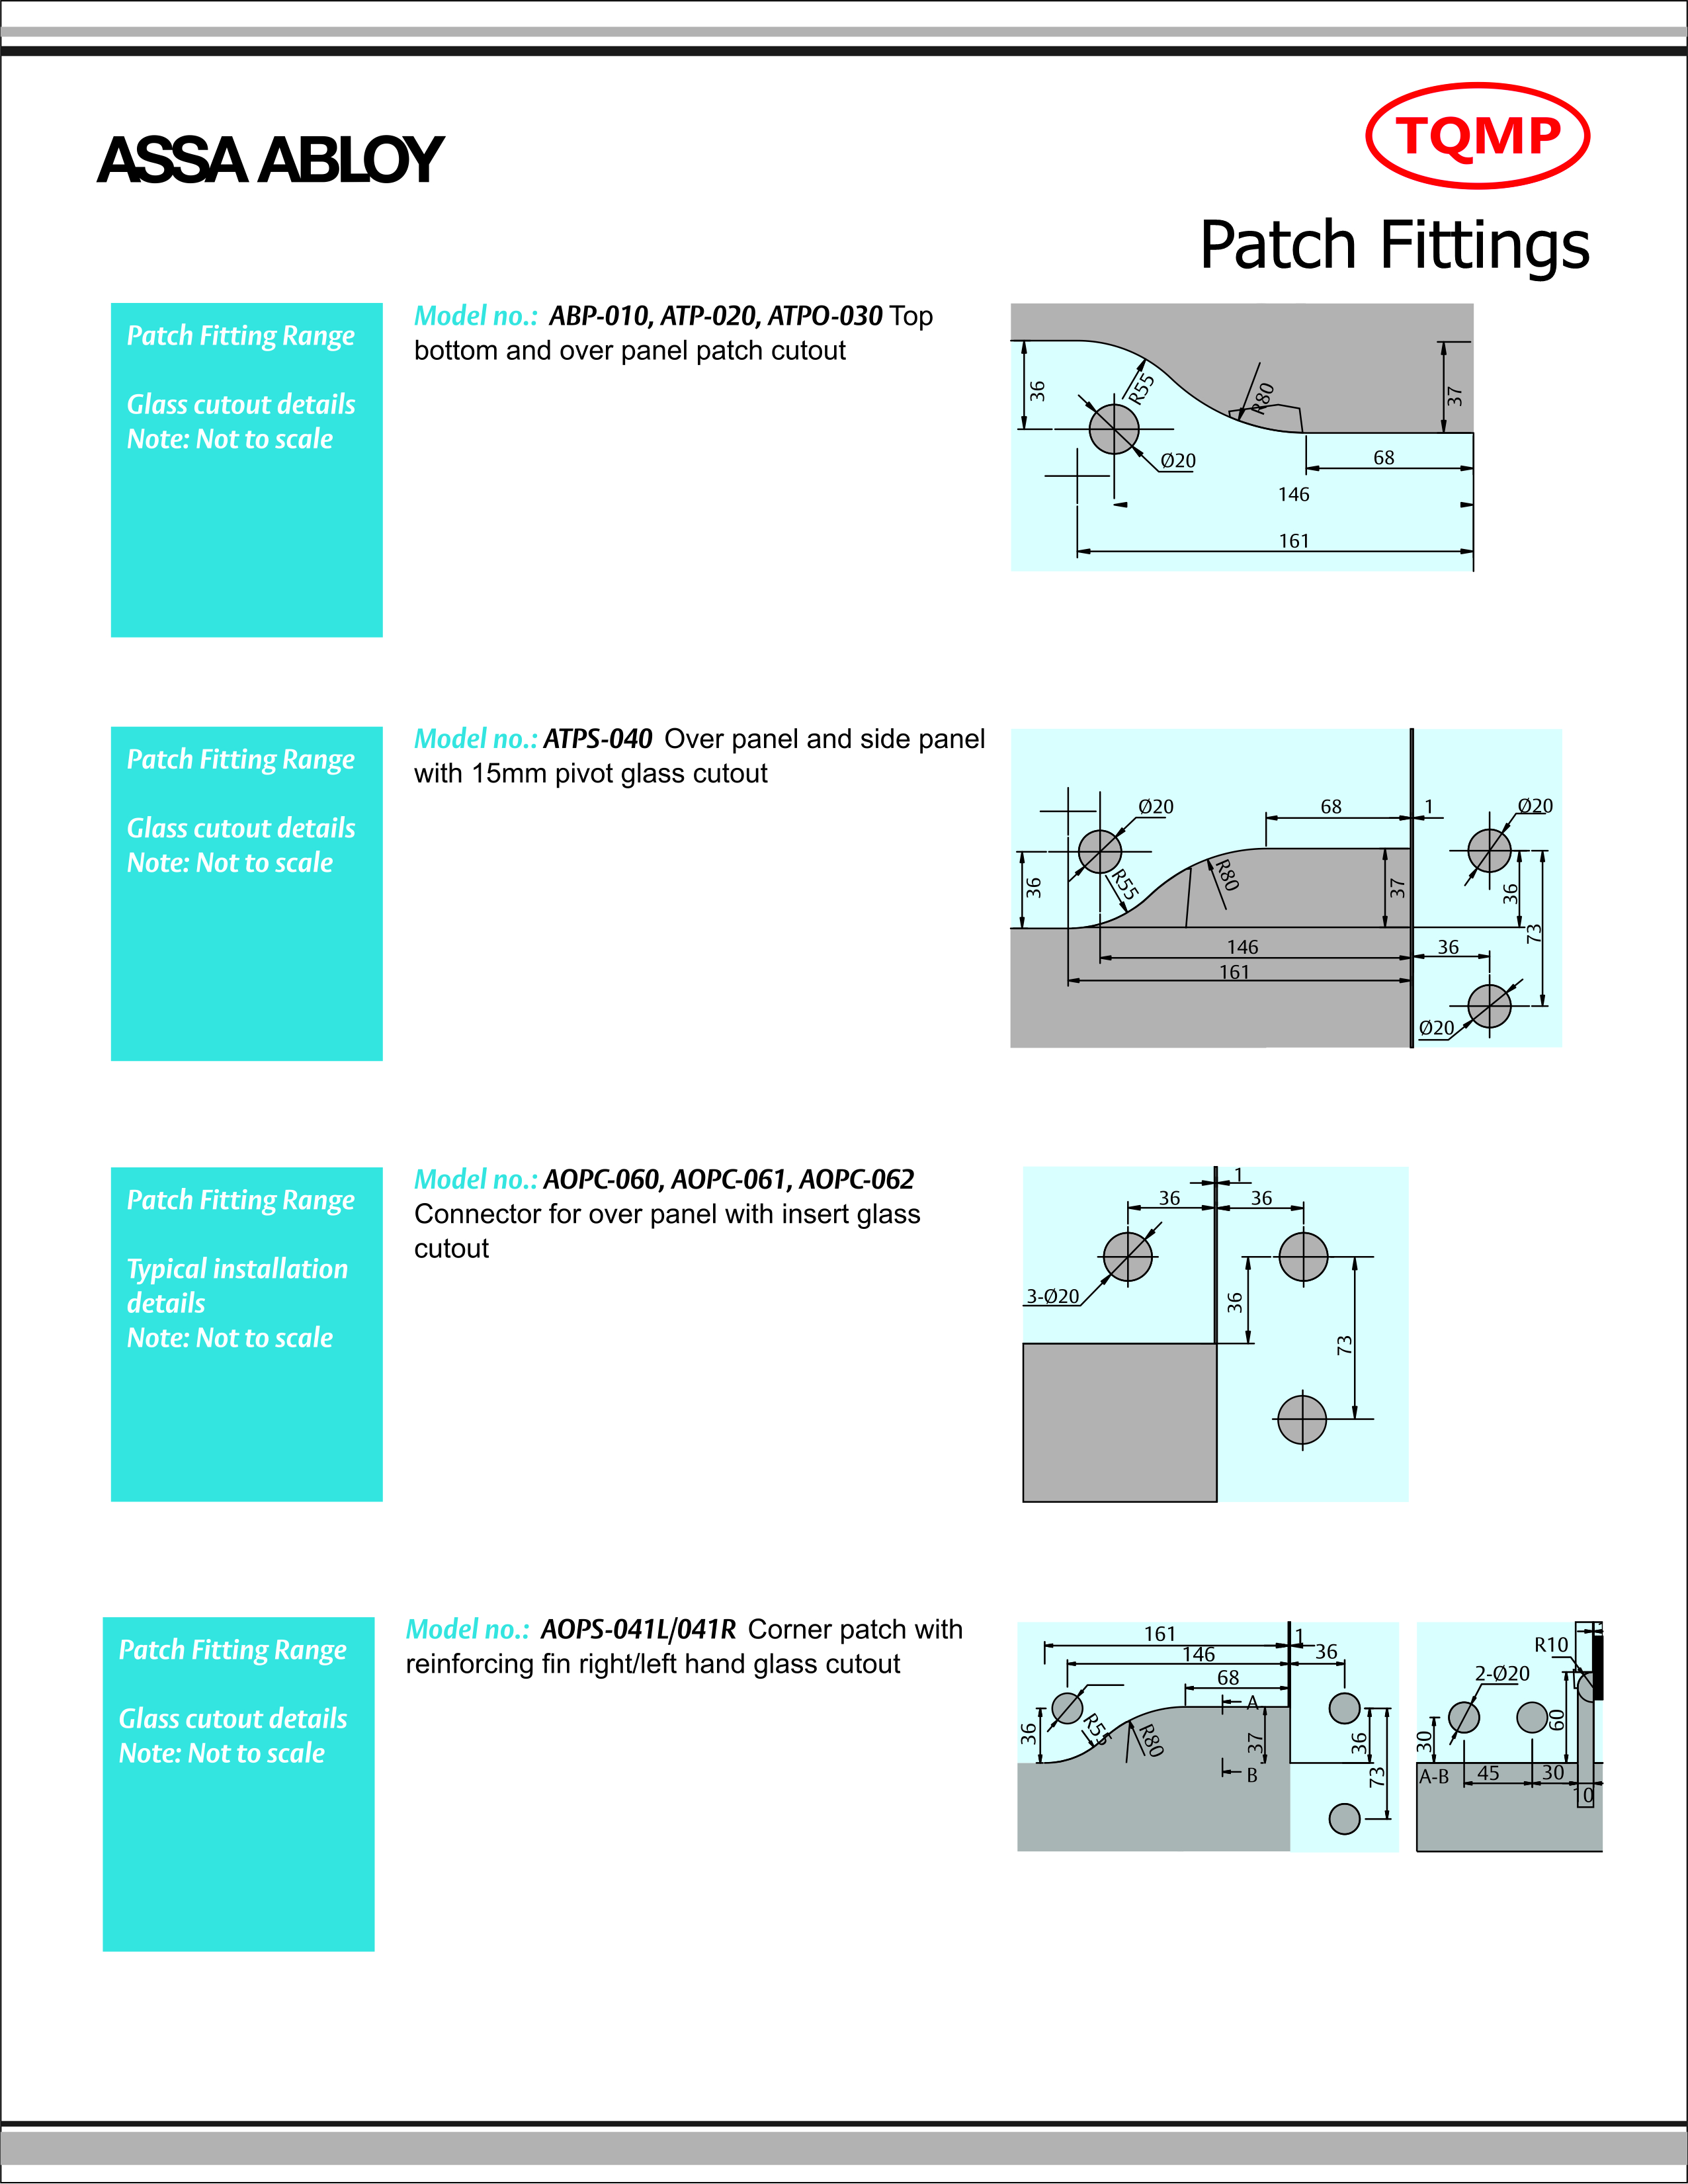 ASSA ABLOY
TQMP
Patch Fittings
Patch Fitting Range
Glass cutout details
Note: Not to scale
Model no.: ABP-010, ATP-020, ATPO-030 Top
bottom and over panel patch cutout
36
R55
R80
37
Ø20
68
146
161
Patch Fitting Range
Glass cutout details
Note: Not to scale
Model no.: ATPS-040 Over panel and side panel
with 15mm pivot glass cutout
Ø20
68
1
Ø20
36
R55
R80
37
36
73
146
36
161
Ø20
Patch Fitting Range
Typical installation
details
Note: Not to scale
Model no.: AOPC-060, AOPC-061, AOPC-062
Connector for over panel with insert glass
cutout
1
36
36
3-Ø20
36
73
Patch Fitting Range
Glass cutout details
Note: Not to scale
Model no.: AOPS-041L/041R Corner patch with
reinforcing fin right/left hand glass cutout
161
1
146
36
68
A
36
R55
R80
37
36
B
73
R10
2-Ø20
60
30
A-B
45
30
10